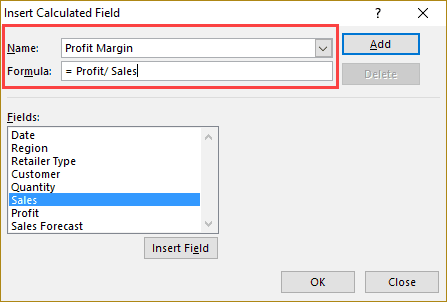 Insert Calculated Field
? ×
Name: Profit Margin Add
Formula: = Profit/ Sales Delete
Fields:
Date
Region
Retailer Type
Customer
Quantity
Sales
Profit
Sales Forecast
Insert Field
OK Close